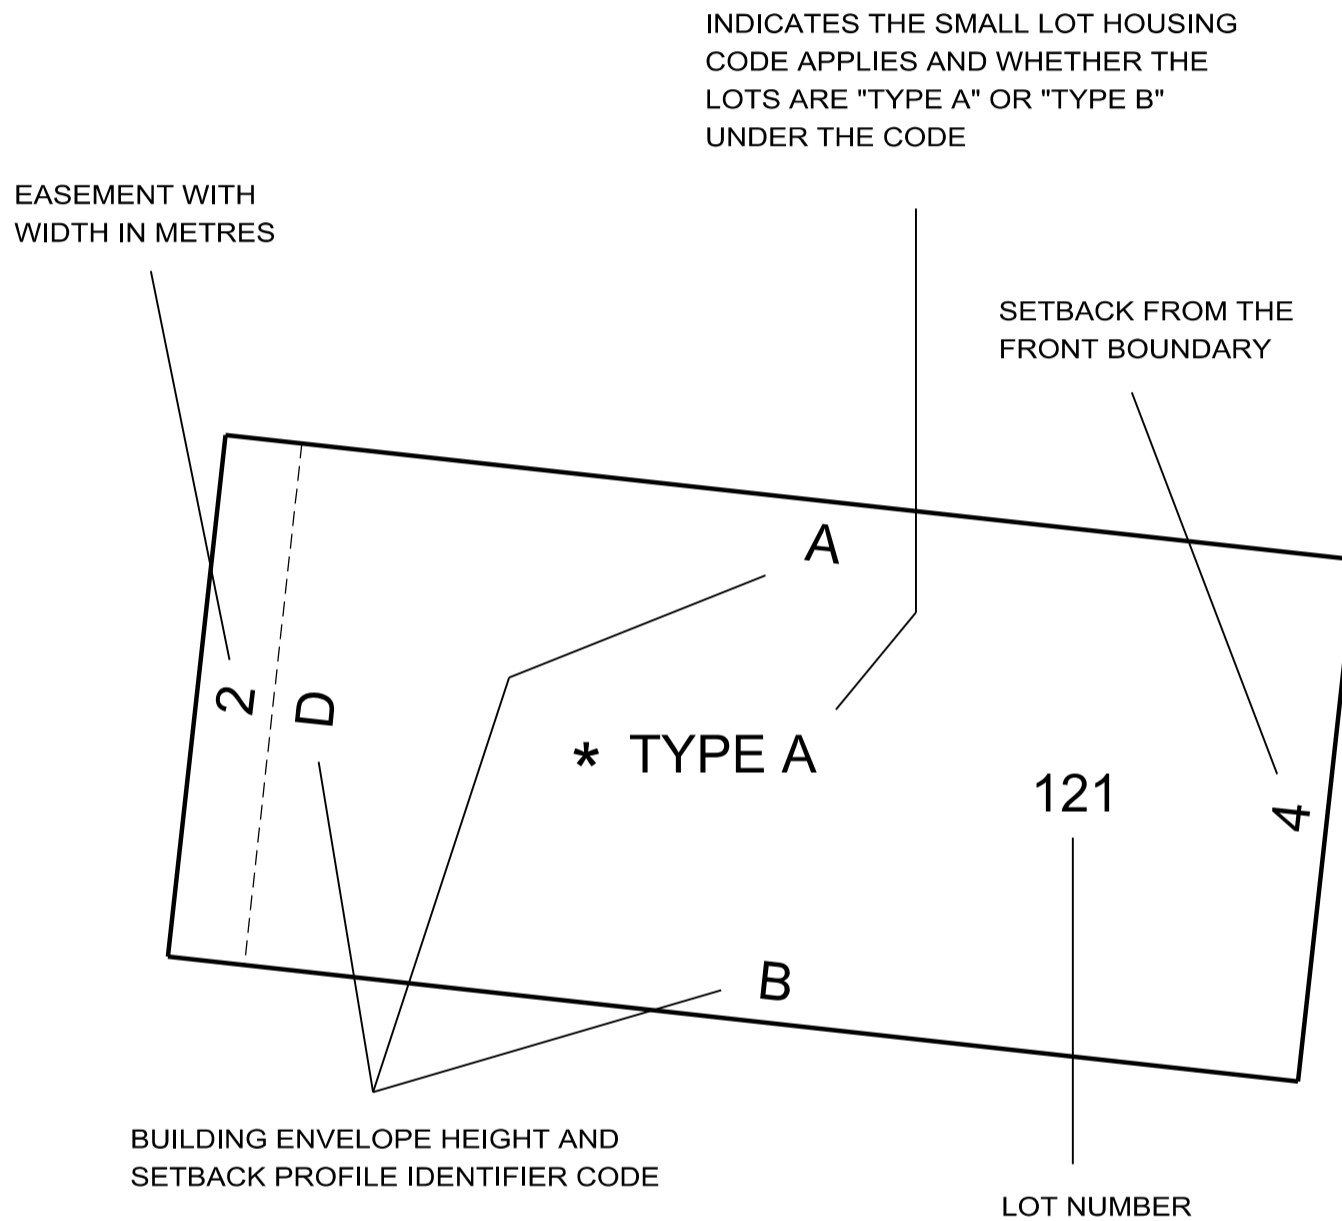 INDICATES THE SMALL LOT HOUSING
CODE APPLIES AND WHETHER THE
LOTS ARE "TYPE A" OR "TYPE B"
UNDER THE CODE
EASEMENT WITH
WIDTH IN METRES
SETBACK FROM THE
FRONT BOUNDARY
A
2
D
* TYPE A
121
4
B
BUILDING ENVELOPE HEIGHT AND
SETBACK PROFILE IDENTIFIER CODE
LOT NUMBER